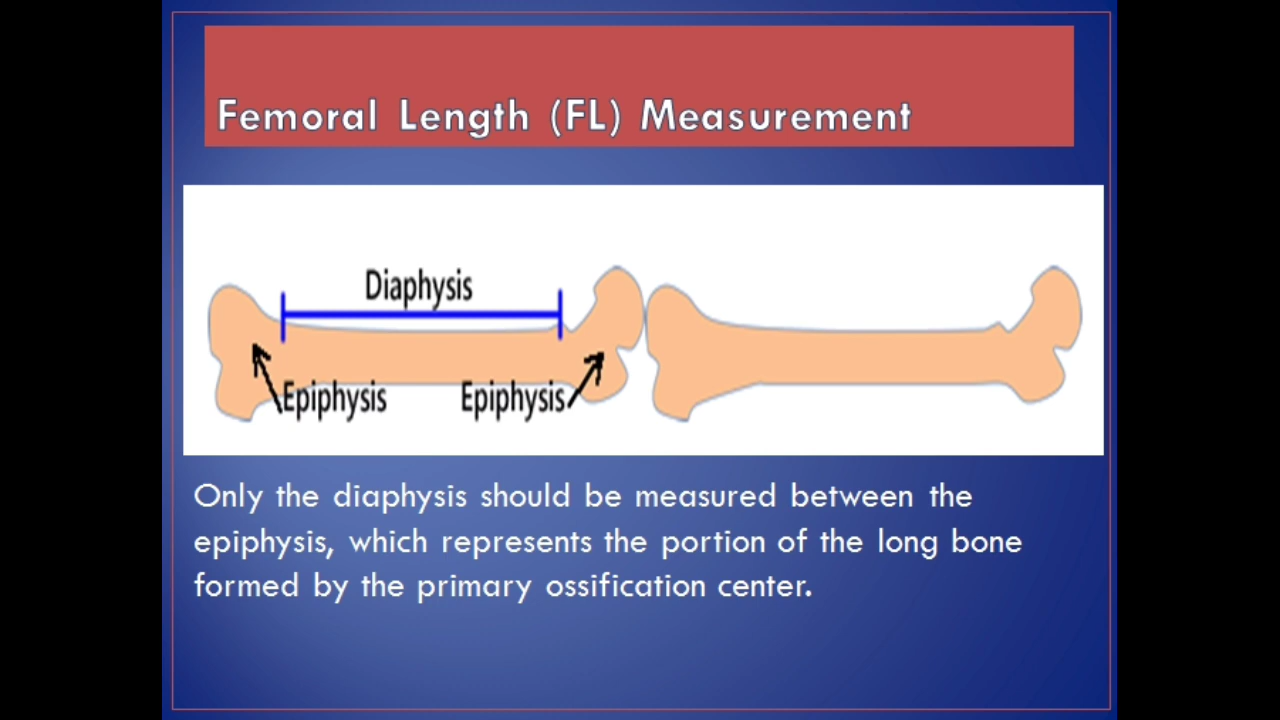 Femoral Length (FL) Measurement
Diaphysis
Epiphysis Epiphysis
Only the diaphysis should be measured between the
epiphysis, which represents the portion of the long bone
formed by the primary ossification center.